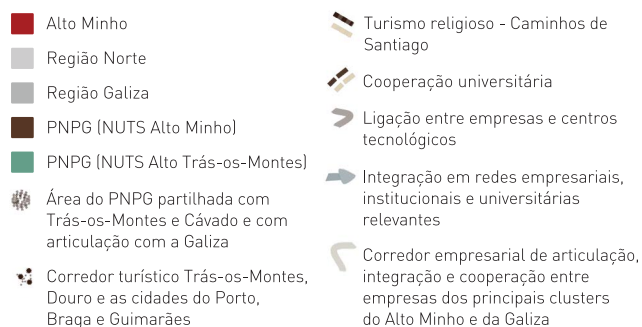 Alto Minho
Região Norte
Região Galiza
PNPG (NUTS Alto Minho)
PNPG (NUTS Alto Trás-os-Montes)
Área do PNPG partilhada com
Trás-os-Montes e Cávado e com
articulação com a Galiza
Corredor turístico Trás-os-Montes,
Douro e as cidades do Porto,
Braga e Guimarães
Turismo religioso - Caminhos de
Santiago
Cooperação universitária
Ligação entre empresas e centros
tecnológicos
Integração em redes empresariais,
institucionais e universitárias
relevantes
Corredor empresarial de articulação,
integração e cooperação entre
empresas dos principais clusters
do Alto Minho e da Galiza